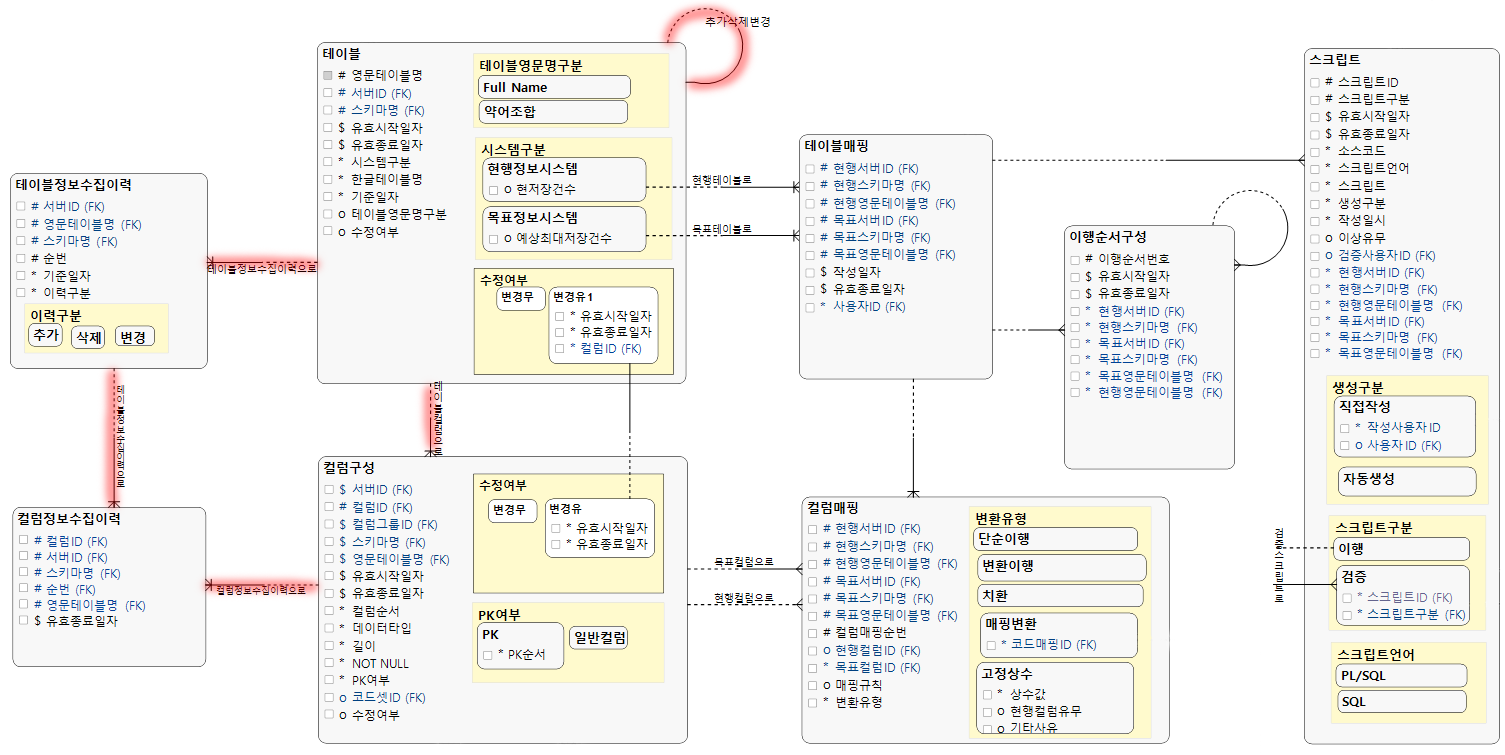 추가삭제변경
테이블
# 영문테이블명
# 서버ID (FK)
# 스키마명 (FK)
$ 유효시작일자
$ 유효종료일자
* 시스템구분
* 한글테이블명
* 기준일자
o 테이블영문명구분
o 수정여부
테이블영문명구분
Full Name
약어조합
시스템구분
현행정보시스템
o 현저장건수
목표정보시스템
o 예상최대저장건수
수정여부
변경무
변경유1
* 유효시작일자
* 유효종료일자
* 컬럼ID (FK)
현행테이블로
목표테이블로
테이블정보수집이력
# 서버ID (FK)
# 영문테이블명 (FK)
# 스키마명 (FK)
# 순번
* 기준일자
* 이력구분
이력구분
추가
삭제
변경
테이블정보수집이력으로
테이블정보수집이력으로
테이블컬럼으로
컬럼정보수집이력
# 컬럼ID (FK)
# 서버ID (FK)
# 스키마명 (FK)
# 순번 (FK)
# 영문테이블명 (FK)
$ 유효종료일자
컬럼정보수집이력으로
컬럼구성
$ 서버ID (FK)
# 컬럼ID (FK)
$ 컬럼그룹ID (FK)
$ 스키마명 (FK)
$ 영문테이블명 (FK)
$ 유효시작일자
$ 유효종료일자
* 컬럼순서
* 데이터타입
* 길이
* NOT NULL
* PK여부
o 코드셋ID (FK)
o 수정여부
수정여부
변경무
변경유
* 유효시작일자
* 유효종료일자
PK여부
PK
* PK순서
일반컬럼
목표컬럼으로
현행컬럼으로
테이블매핑
# 현행서버ID (FK)
# 현행스키마명 (FK)
# 현행영문테이블명 (FK)
# 목표서버ID (FK)
# 목표스키마명 (FK)
# 목표영문테이블명 (FK)
$ 작성일자
$ 유효종료일자
* 사용자ID (FK)
이행순서구성
# 이행순서번호
$ 유효시작일자
$ 유효종료일자
* 현행서버ID (FK)
* 현행스키마명 (FK)
* 목표서버ID (FK)
* 목표스키마명 (FK)
* 목표영문테이블명 (FK)
* 현행영문테이블명 (FK)
컬럼매핑
# 현행서버ID (FK)
# 현행스키마명 (FK)
# 현행영문테이블명 (FK)
# 목표서버ID (FK)
# 목표스키마명 (FK)
# 목표영문테이블명 (FK)
# 컬럼매핑순번
o 현행컬럼ID (FK)
* 목표컬럼ID (FK)
o 매핑규칙
* 변환유형
변환유형
단순이행
변환이행
치환
매핑변환
* 코드매핑ID (FK)
고정상수
* 상수값
o 현행컬럼유무
o 기타사유
스크립트
# 스크립트ID
# 스크립트구분
$ 유효시작일자
$ 유효종료일자
* 소스코드
* 스크립트언어
* 스크립트
* 생성구분
* 작성일시
o 이상유무
o 검증사용자ID (FK)
* 현행서버ID (FK)
* 현행스키마명 (FK)
* 현행영문테이블명 (FK)
* 목표서버ID (FK)
* 목표스키마명 (FK)
* 목표영문테이블명 (FK)
생성구분
직접작성
* 작성사용자ID
o 사용자ID (FK)
자동생성
스크립트구분
이행
검증
* 스크립트ID (FK)
* 스크립트구분 (FK)
검증스크립트로
스크립트언어
PL/SQL
SQL